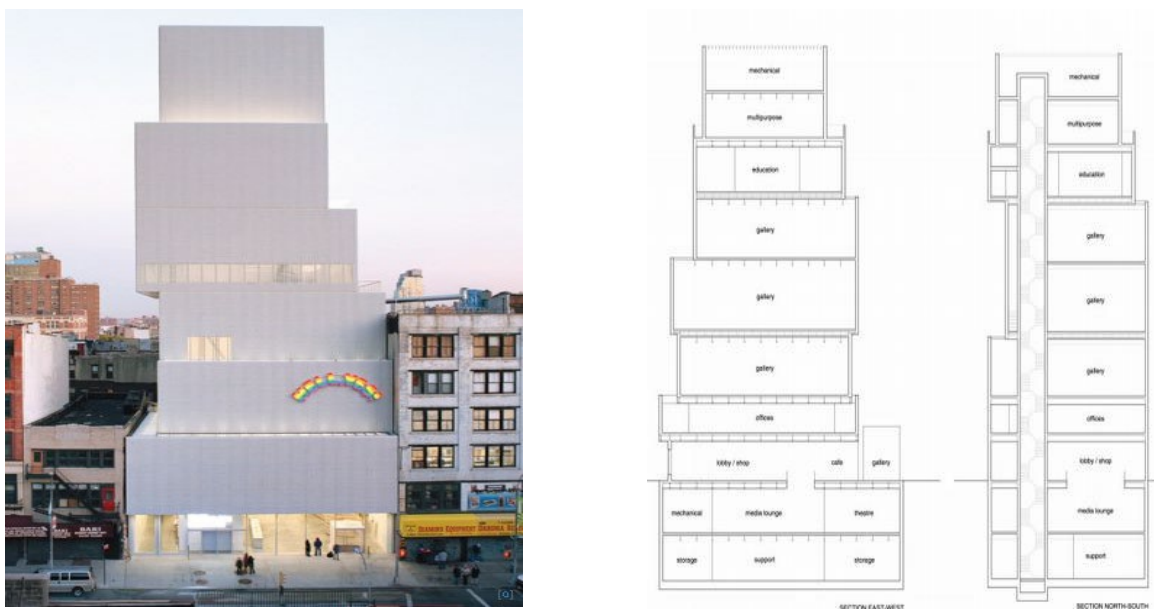 mechanical
multipurpose
education
gallery
gallery
gallery
offices
lobby / shop
cafe
gallery
mechanical
media lounge
theatre
storage
support
storage
SECTION EAST-WEST
mechanical
multipurpose
education
gallery
gallery
gallery
offices
lobby / shop
media lounge
support
SECTION NORTH-SOUTH
BARI
[O]